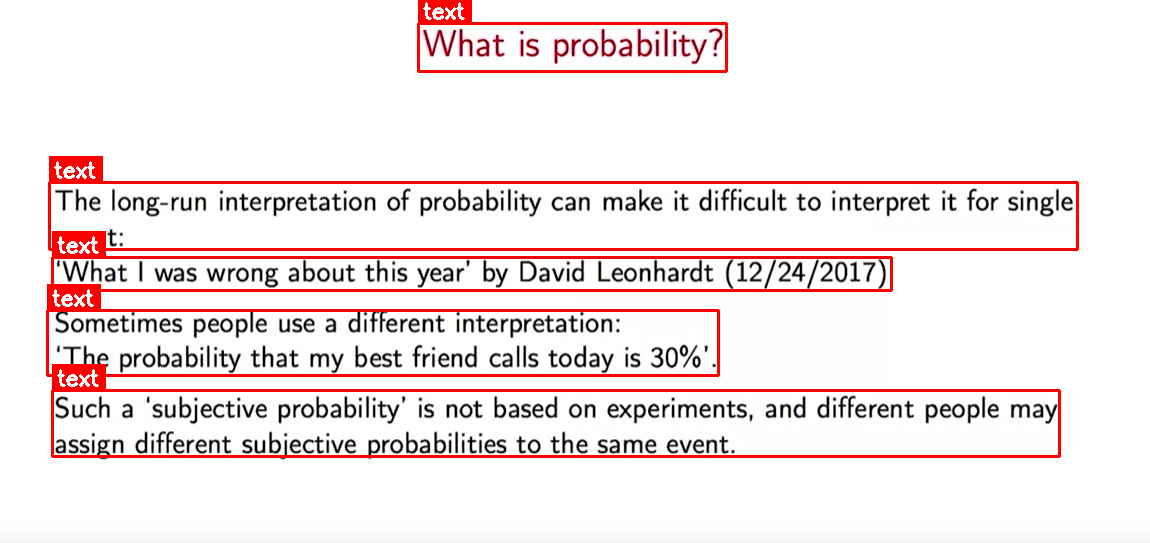 text
What is probability?
text
The long-run interpretation of probability can make it difficult to interpret it for single
text t:
‘What I was wrong about this year’ by David Leonhardt (12/24/2017)
text
Sometimes people use a different interpretation:
‘The probability that my best friend calls today is 30%’.
text
Such a ‘subjective probability’ is not based on experiments, and different people may
assign different subjective probabilities to the same event.